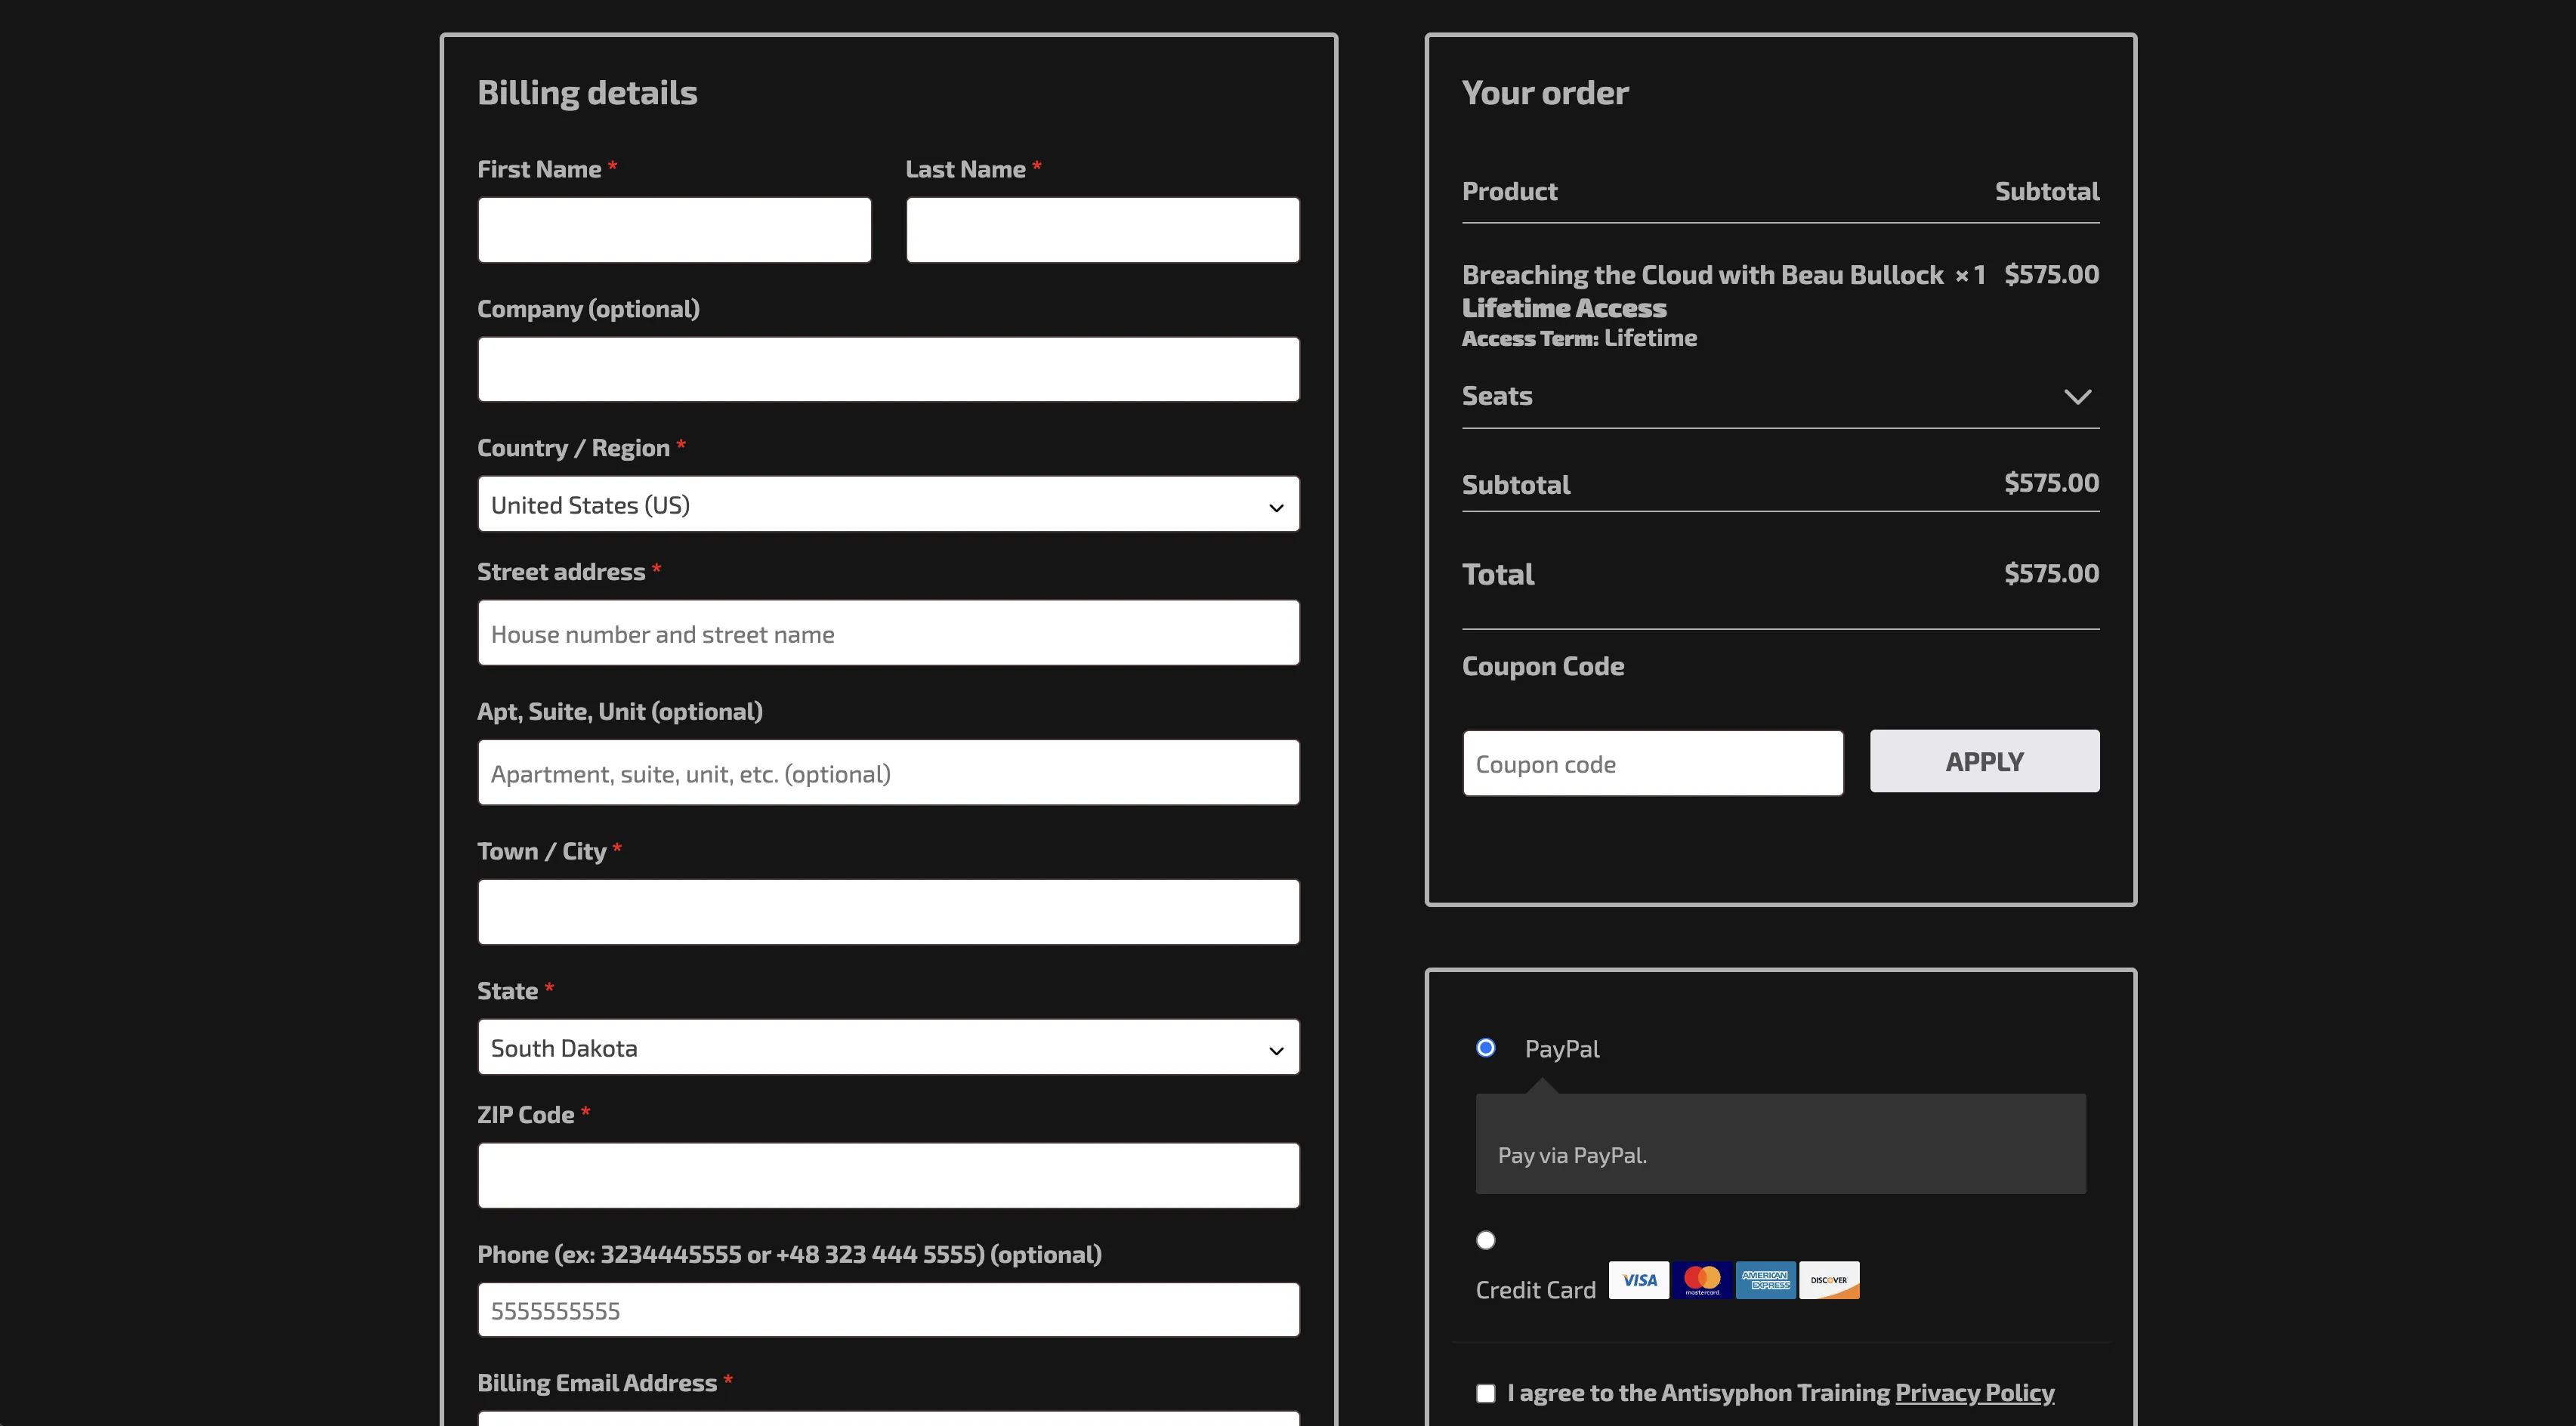 Billing details
First Name *
Last Name *
Company (optional)
Country / Region *
United States (US)
Street address *
House number and street name
Apt, Suite, Unit (optional)
Apartment, suite, unit, etc. (optional)
Town / City *
State *
South Dakota
ZIP Code *
Phone (ex: 3234445555 or +48 323 444 5555) (optional)
5555555555
Billing Email Address *
Your order
Product Subtotal
Breaching the Cloud with Beau Bullock × 1 $575.00
Lifetime Access
Access Term: Lifetime
Seats
Subtotal $575.00
Total $575.00
Coupon Code
Coupon code APPLY
PayPal
Pay via PayPal.
Credit Card VISA mastercard AMERICAN EXPRESS DISCOVER
I agree to the Antisyphon Training Privacy Policy